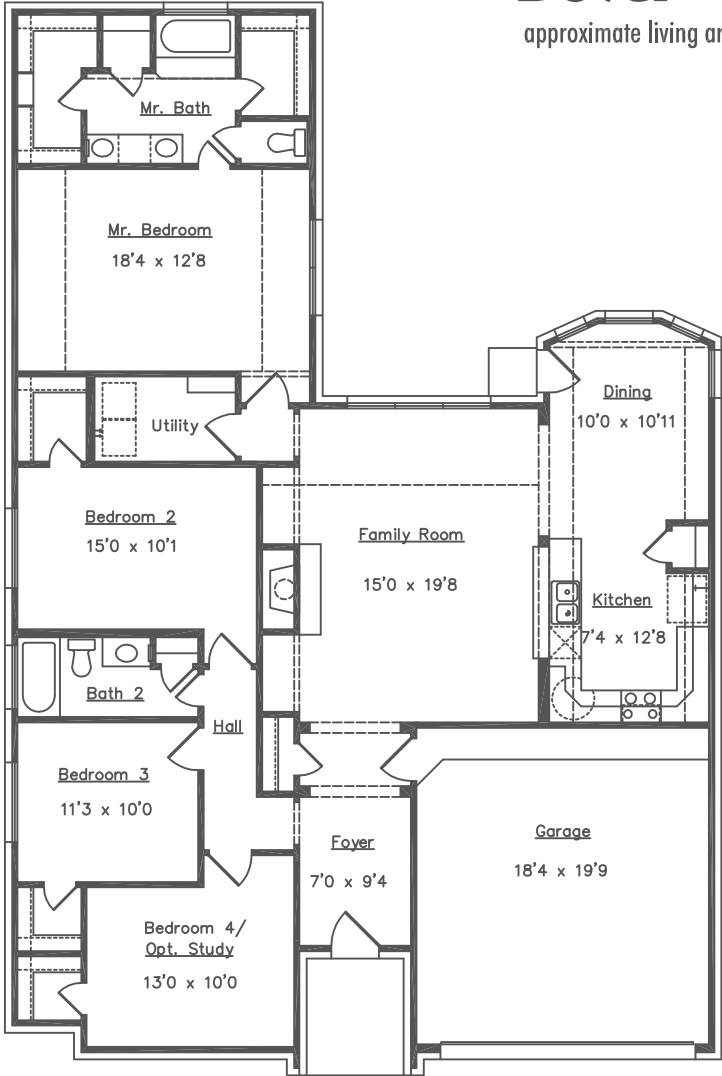 approximate living
Mr. Bath
Mr. Bedroom
18'4 x 12'8
Utility
Dining
10'0 x 10'11
Bedroom 2
15'0 x 10'1
Family Room
15'0 x 19'8
Kitchen
7'4 x 12'8
Bath 2
Hall
Bedroom 3
11'3 x 10'0
Foyer
7'0 x 9'4
Garage
18'4 x 19'9
Bedroom 4/
Opt. Study
13'0 x 10'0